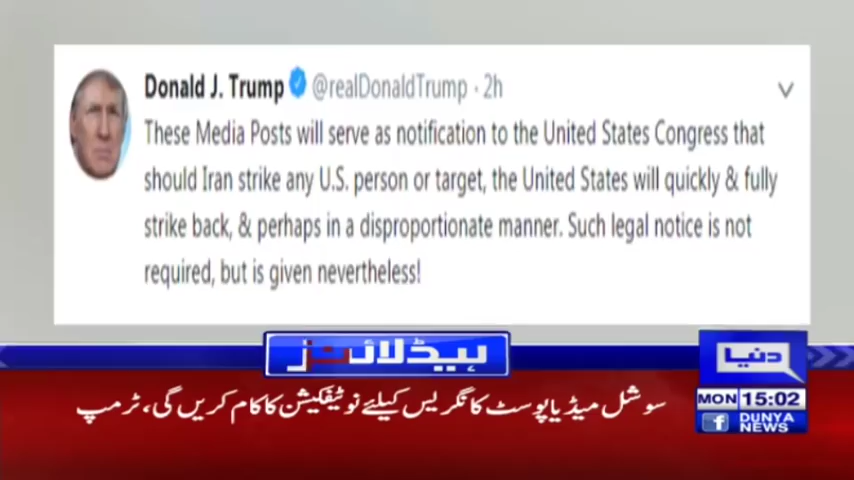 Donald J. Trump @realDonaldTrump · 2h
These Media Posts will serve as notification to the United States Congress that
should Iran strike any U.S. person or target, the United States will quickly & fully
strike back, & perhaps in a disproportionate manner. Such legal notice is not
required, but is given nevertheless!
ہیڈلائنز
دنیا
سوشل میڈیا پوسٹ کانگریس کیلئے نوٹیفکیشن کا کام کریں گی، ٹرمپ
MON 15:02
f DUNYA
NEWS